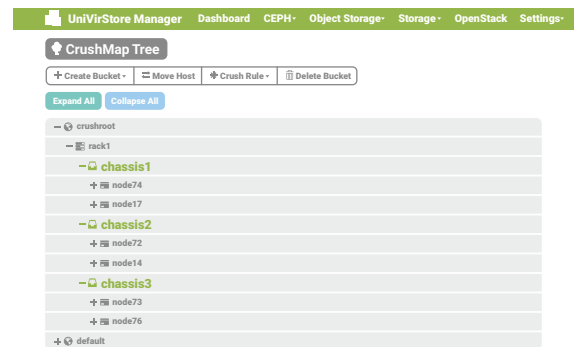 UniVirStore Manager Dashboard CEPH Object Storage Storage OpenStack Settings
CrushMap Tree
Create Bucket Move Host Crush Rule Delete Bucket
Expand All Collapse All
crushroot
rack1
chassis1
node74
node17
chassis2
node72
node14
chassis3
node73
node76
default